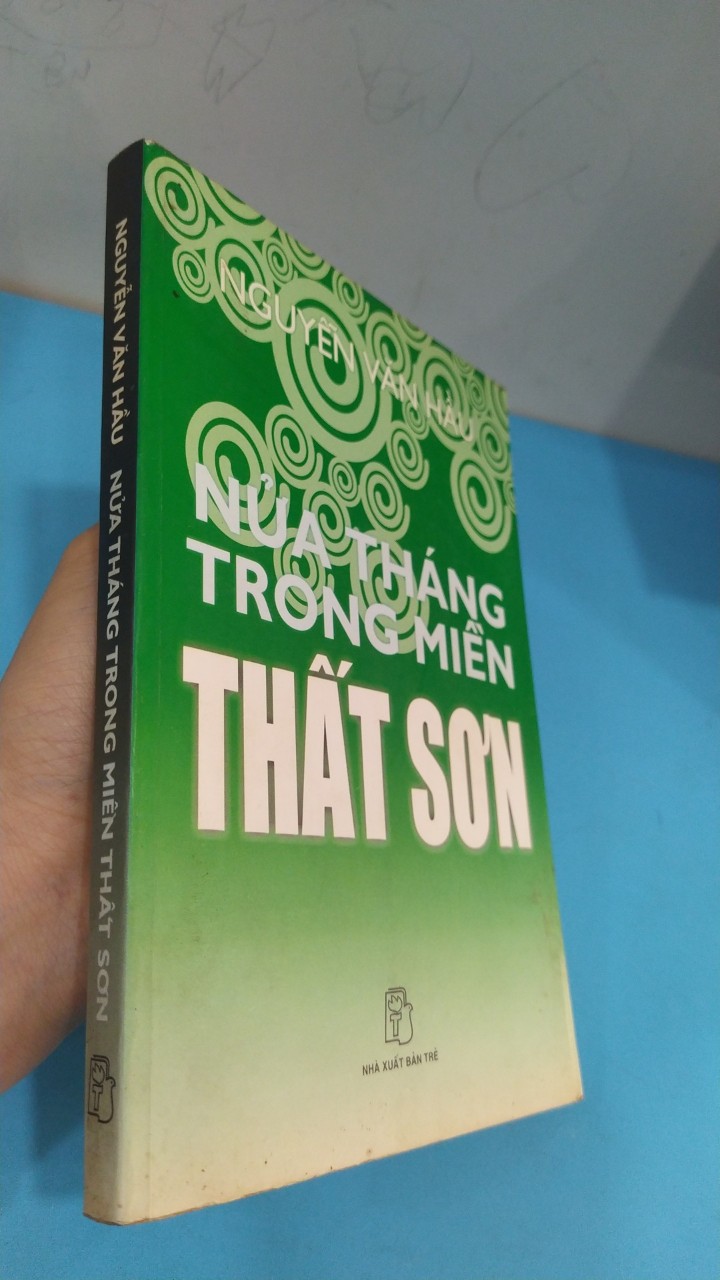 NGUYỄN VĂN HẦU NỬA THÁNG TRONG MIỀN THẤT SƠN
NGUYỄN VĂN HẦU
NỬA THÁNG
TRONG MIỀN
THẤT SƠN
T
NHÀ XUẤT BẢN TRẺ
T